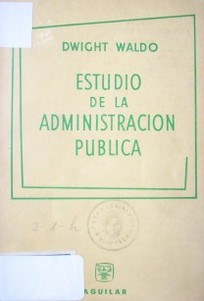 DWIGHT WALDO
ESTUDIO
DE LA
ADMINISTRACION
PUBLICA
AGUILAR